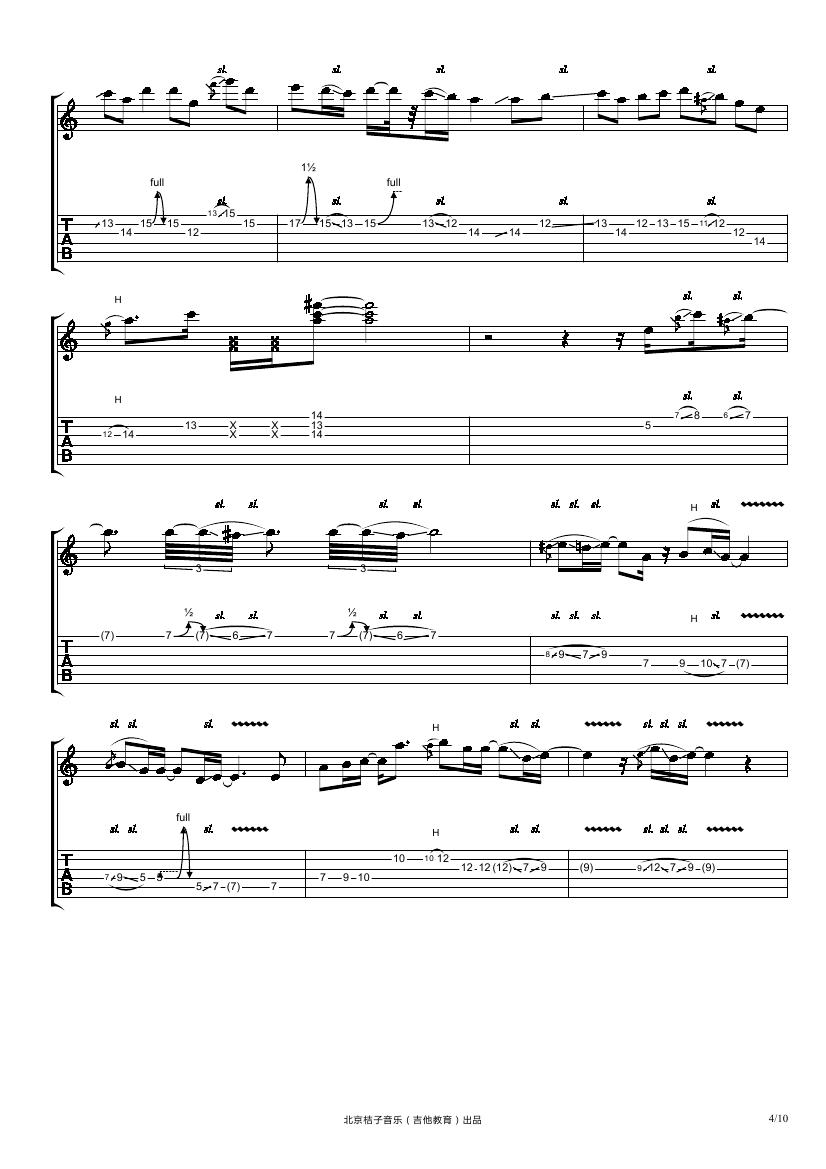 sl. sl. sl. sl. sl.
1½
full full
sl. sl. sl. sl. sl.
T
A
B
13 14 15 15 12 13 15 15 17 15 13 15 13 12 14 14 12 13 14 12 13 15 11 12 12 14
H sl. sl.
H sl. sl.
T
A
B
12 14 13 X X X X 14 13 14 5 7 8 6 7
sl. sl. sl. sl. sl. sl. sl. H sl.
3 3
½ ½
sl. sl. sl. sl. sl. sl. sl. H sl.
T
A
B
(7) 7 (7) 6 7 7 (7) 6 7 8 9 7 9 7 9 10 7 (7)
sl. sl. sl. H sl. sl. sl. sl.
full
sl. sl. sl. H sl. sl. sl. sl.
T
A
B
7 9 5 5 7 (7) 7 7 9 10 10 10 12 12 12 (12) 7 9 (9) 9 12 7 9 (9)
北京桔子音乐（吉他教育）出品
4/10